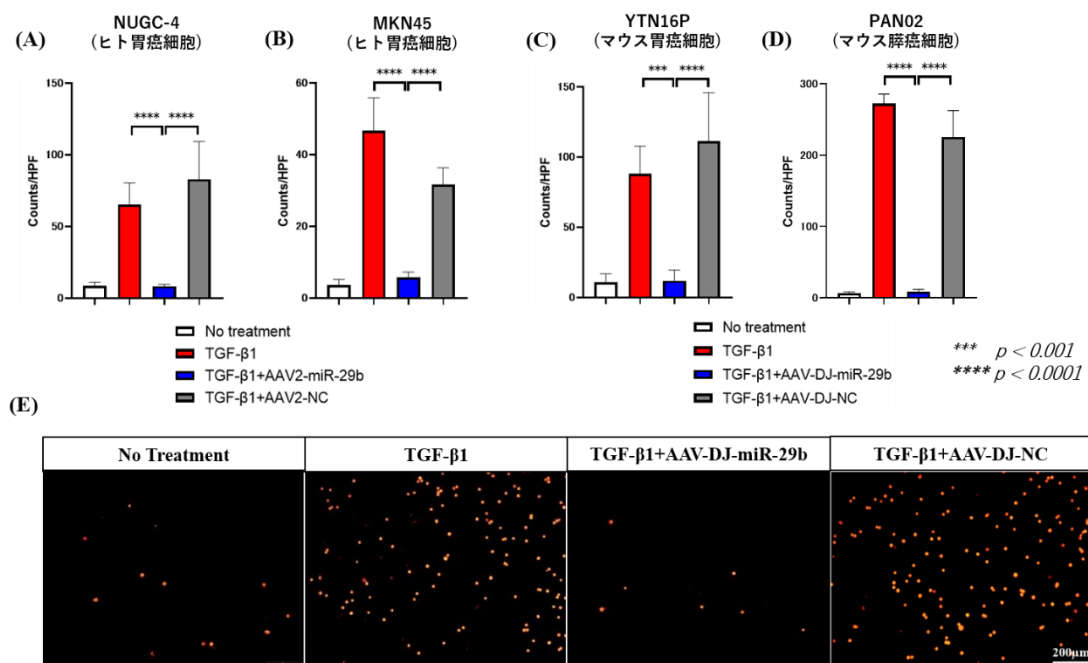 (A)
NUGC-4
(ヒト胃癌細胞)
Counts/HPF
150
100
50
0
****
****
(B)
MKN45
(ヒト胃癌細胞)
Counts/HPF
60
40
20
0
****
****
No treatment
TGF-β1
TGF-β1+AAV2-miR-29b
TGF-β1+AAV2-NC
(C)
YTN16P
(マウス胃癌細胞)
Counts/HPF
150
100
50
0
***
****
(D)
PAN02
(マウス膵癌細胞)
Counts/HPF
300
200
100
0
****
****
No treatment
TGF-β1
TGF-β1+AAV-DJ-miR-29b
TGF-β1+AAV-DJ-NC
*** p < 0.001
**** p < 0.0001
(E)
No Treatment
TGF-β1
TGF-β1+AAV-DJ-miR-29b
TGF-β1+AAV-DJ-NC
200μm